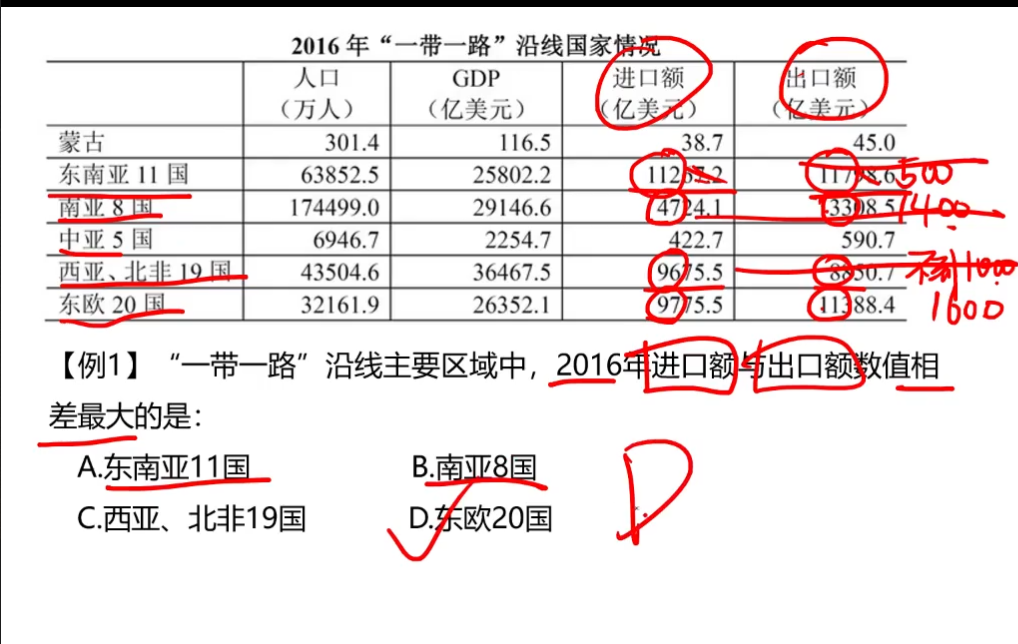 2016 年“一带一路”沿线国家情况
人口（万人） GDP（亿美元） 进口额（亿美元） 出口额（亿美元）
蒙古 301.4 116.5 38.7 45.0
东南亚 11 国 63852.5 25802.2 11267.2 11798.6 500
南亚 8 国 174499.0 29146.6 4724.1 3308.5 1400
中亚 5 国 6946.7 2254.7 422.7 590.7
西亚、北非 19 国 43504.6 36467.5 9675.5 8850.7 不到1000
东欧 20 国 32161.9 26352.1 9775.5 11388.4 1600
【例1】“一带一路”沿线主要区域中，2016年进口额与出口额数值相
差最大的是：
A.东南亚11国 B.南亚8国
C.西亚、北非19国 D.东欧20国
D